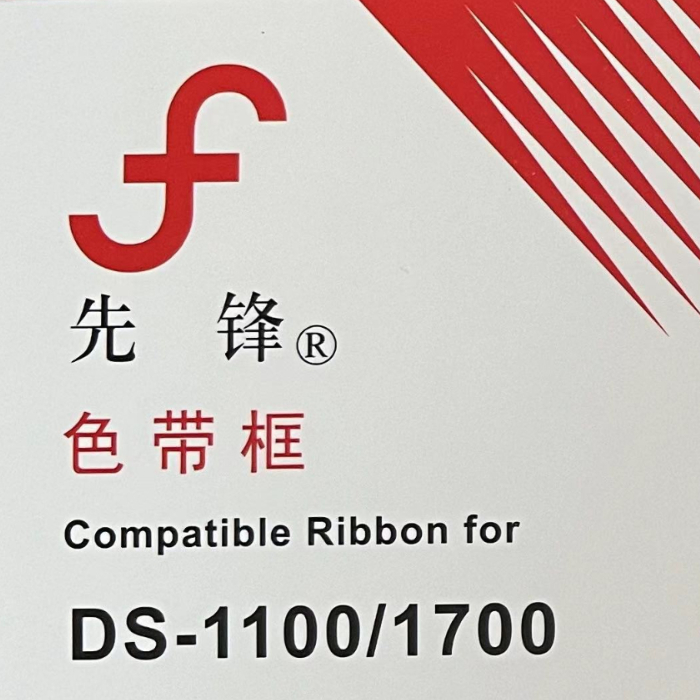 先锋®
色带框
Compatible Ribbon for
DS-1100/1700